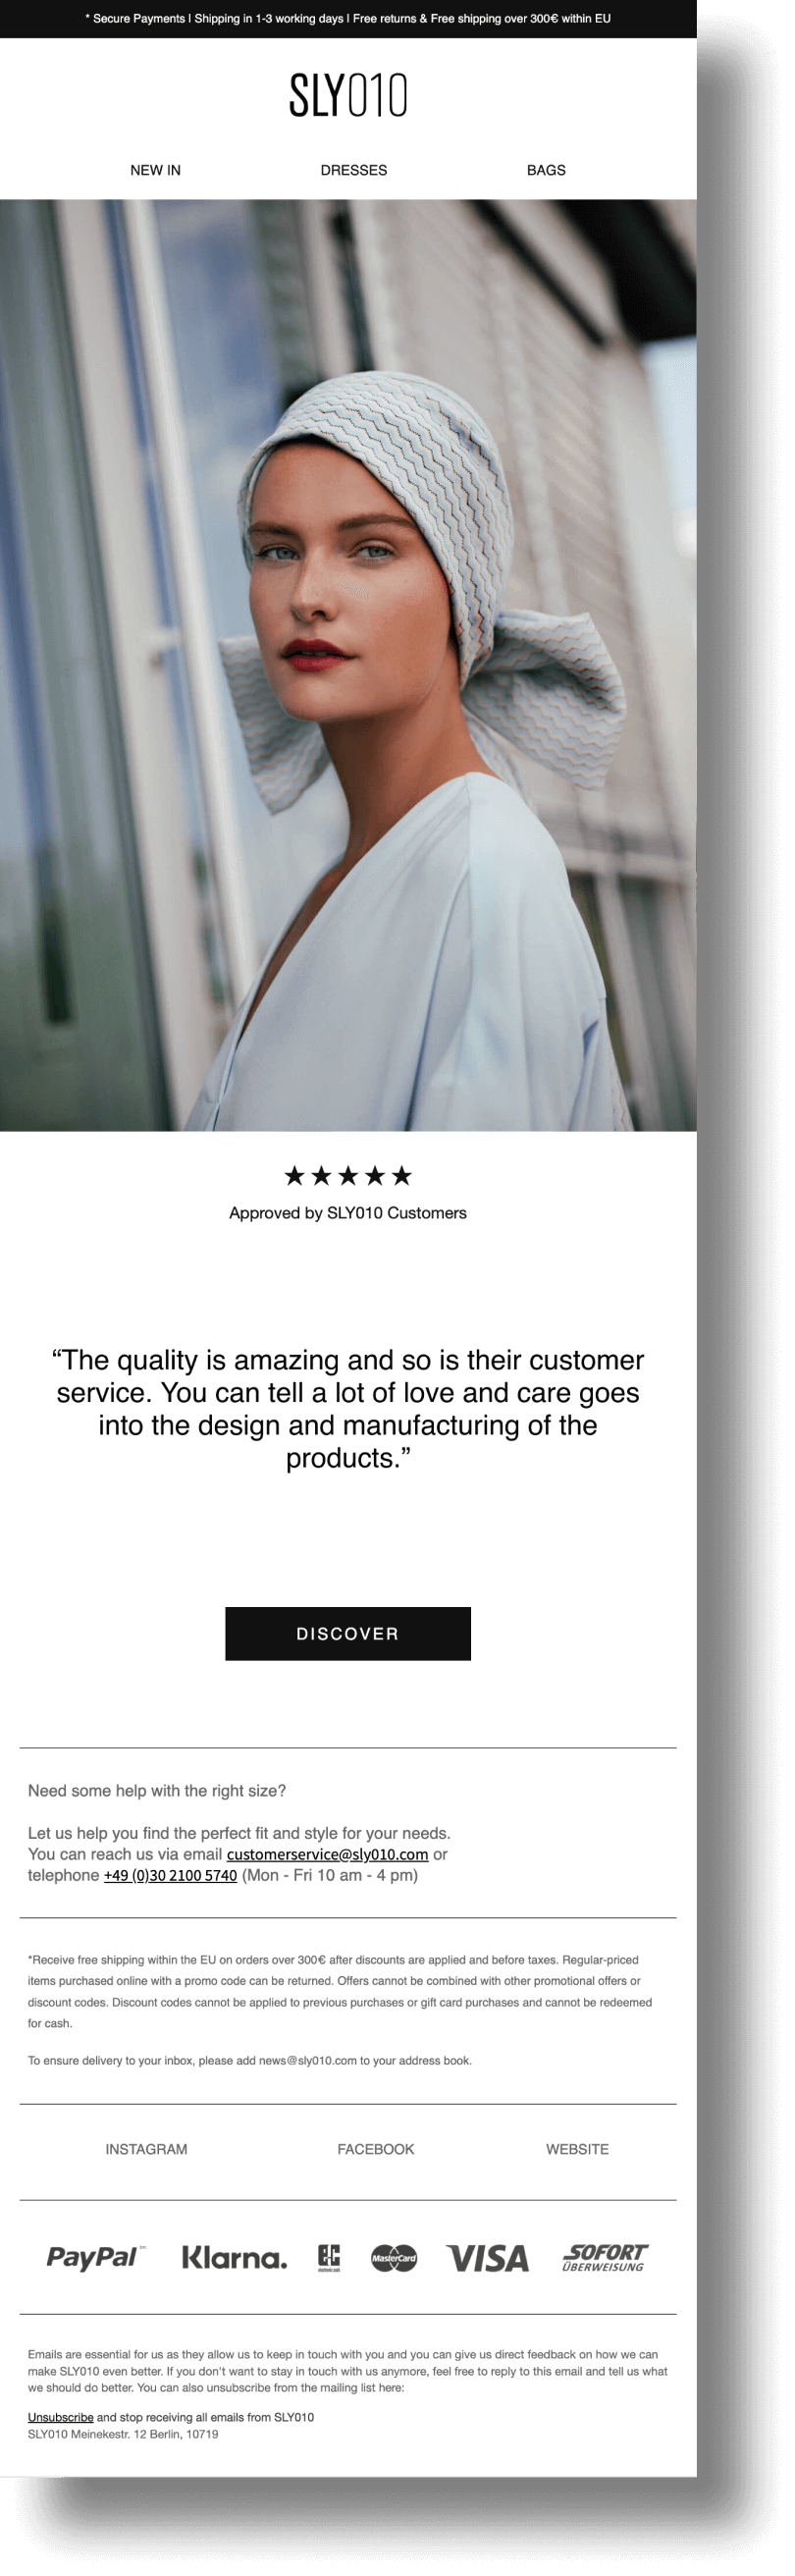 * Secure Payments I Shipping in 1-3 working days I Free returns & Free shipping over 300€ within EU
SLY010
NEW IN DRESSES BAGS
★★★★★
Approved by SLY010 Customers
“The quality is amazing and so is their customer
service. You can tell a lot of love and care goes
into the design and manufacturing of the
products.”
DISCOVER
Need some help with the right size?
Let us help you find the perfect fit and style for your needs.
You can reach us via email customerservice@sly010.com or
telephone +49 (0)30 2100 5740 (Mon - Fri 10 am - 4 pm)
*Receive free shipping within the EU on orders over 300€ after discounts are applied and before taxes. Regular-priced
items purchased online with a promo code can be returned. Offers cannot be combined with other promotional offers or
discount codes. Discount codes cannot be applied to previous purchases or gift card purchases and cannot be redeemed
for cash.
To ensure delivery to your inbox, please add news@sly010.com to your address book.
INSTAGRAM FACEBOOK WEBSITE
PayPal Klarna. ec electronic cash MasterCard VISA SOFORT
ÜBERWEISUNG
Emails are essential for us as they allow us to keep in touch with you and you can give us direct feedback on how we can
make SLY010 even better. If you don't want to stay in touch with us anymore, feel free to reply to this email and tell us what
we should do better. You can also unsubscribe from the mailing list here:
Unsubscribe and stop receiving all emails from SLY010
SLY010 Meinekestr. 12 Berlin, 10719